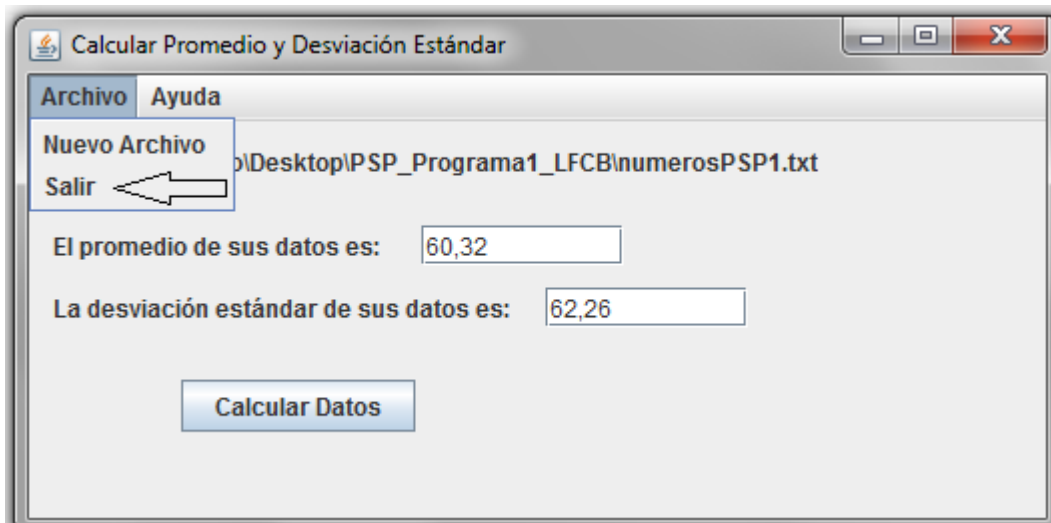 Calcular Promedio y Desviación Estándar
Archivo Ayuda
Nuevo Archivo
\Desktop\PSP_Programa1_LFCB\numerosPSP1.txt
Salir
El promedio de sus datos es: 60,32
La desviación estándar de sus datos es: 62,26
Calcular Datos